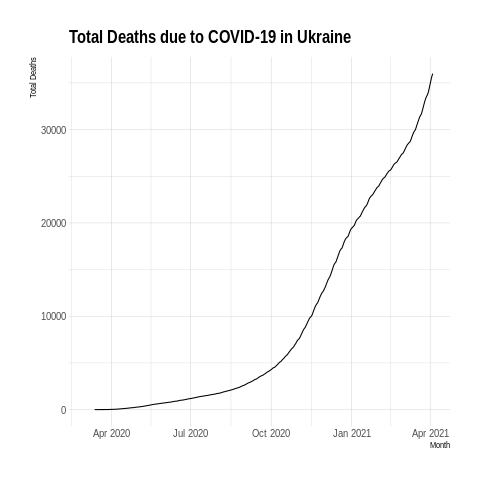 Total Deaths due to COVID-19 in Ukraine
Total Deaths
30000
20000
10000
0
Apr 2020 Jul 2020 Oct 2020 Jan 2021 Apr 2021
Month